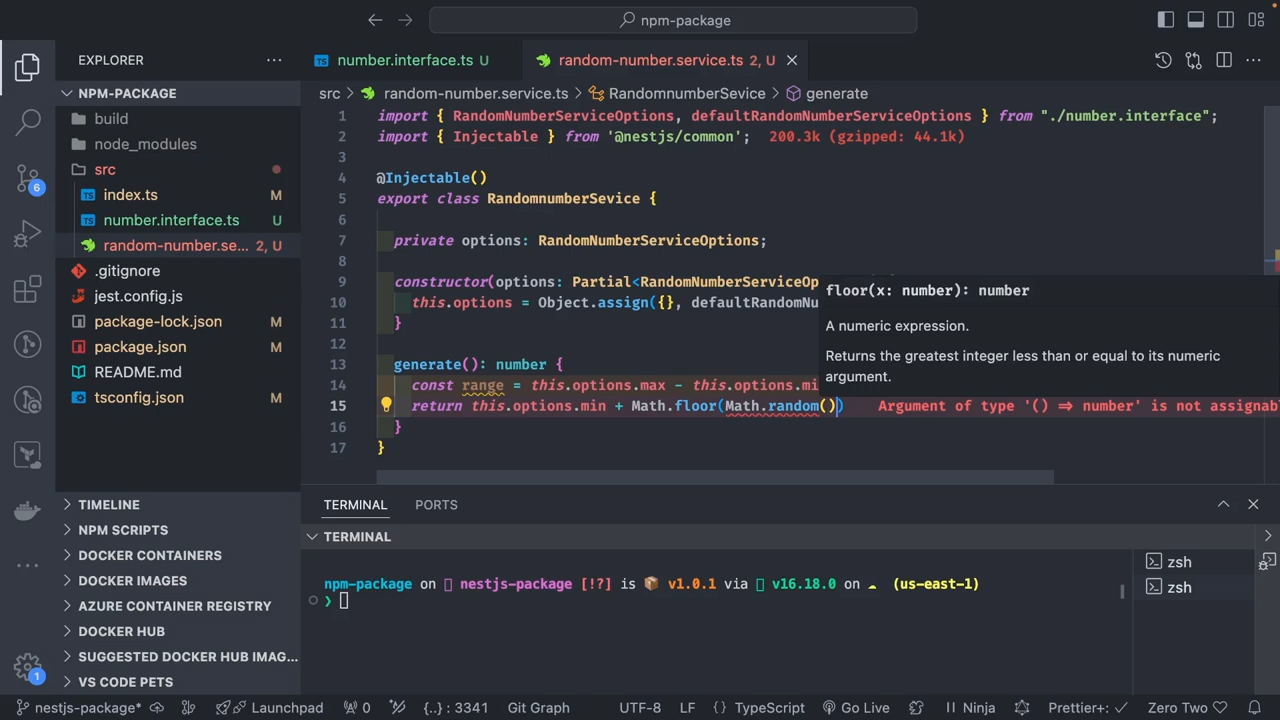 npm-package
EXPLORER
number.interface.ts U
random-number.service.ts 2, U
NPM-PACKAGE
src > random-number.service.ts > RandomnumberSevice > generate
build
node_modules
src
index.ts M
number.interface.ts U
random-number.se... 2, U
.gitignore
jest.config.js
package-lock.json M
package.json M
README.md
tsconfig.json M
6
1 import { RandomNumberServiceOptions, defaultRandomNumberServiceOptions } from "./number.interface";
2 import { Injectable } from '@nestjs/common'; 200.3k (gzipped: 44.1k)
3
4 @Injectable()
5 export class RandomnumberSevice {
6
7 private options: RandomNumberServiceOptions;
8
9 constructor(options: Partial<RandomNumberServiceOp
10 this.options = Object.assign({}, defaultRandomNu
11 }
12
13 generate(): number {
14 const range = this.options.max - this.options.mi
15 return this.options.min + Math.floor(Math.random()) Argument of type '() => number' is not assignab
16 }
17 }
floor(x: number): number
A numeric expression.
Returns the greatest integer less than or equal to its numeric
argument.
TIMELINE
NPM SCRIPTS
DOCKER CONTAINERS
DOCKER IMAGES
AZURE CONTAINER REGISTRY
DOCKER HUB
SUGGESTED DOCKER HUB IMAG...
VS CODE PETS
1
TERMINAL PORTS
TERMINAL
npm-package on nestjs-package [!?] is v1.0.1 via v16.18.0 on (us-east-1)
❯
zsh
zsh
nestjs-package* Launchpad 0 {..} : 3341 Git Graph UTF-8 LF {} TypeScript Go Live Ninja Prettier+: ✓ Zero Two